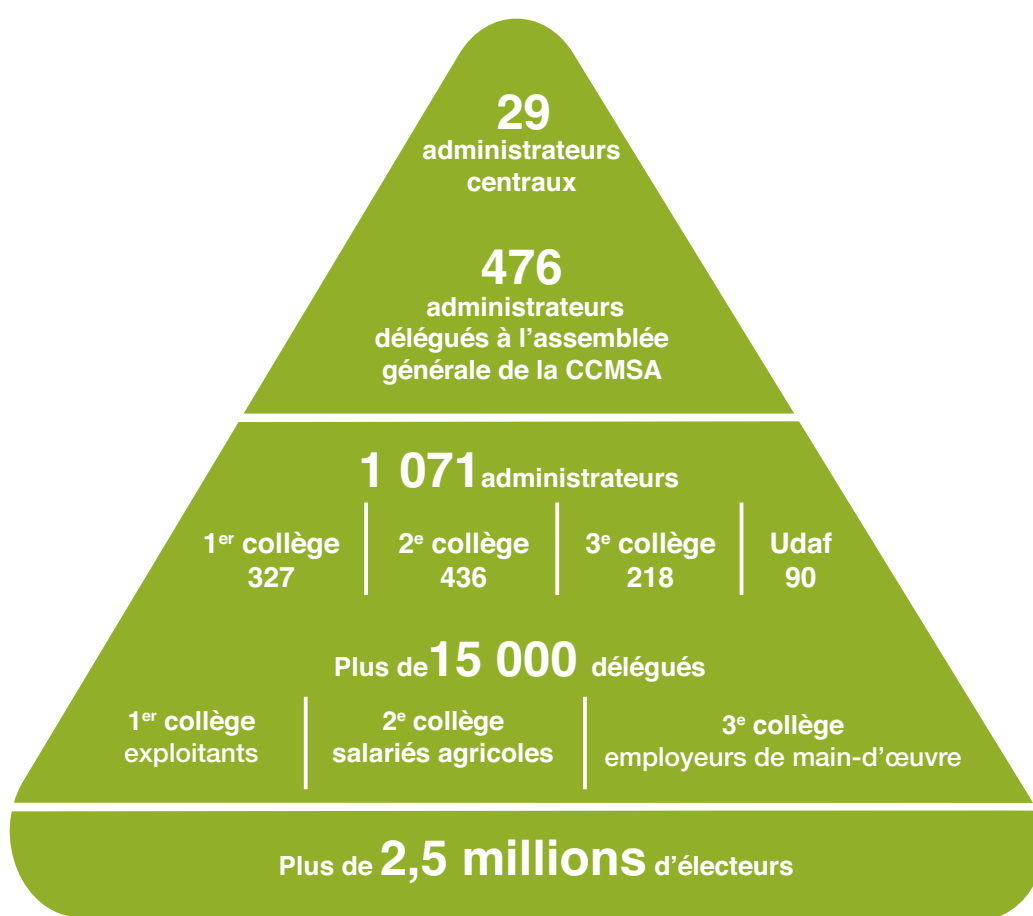 29
administrateurs
centraux
476
administrateurs
délégués à l’assemblée
générale de la CCMSA
1 071 administrateurs
1er collège
327
2e collège
436
3e collège
218
Udaf
90
Plus de 15 000 délégués
1er collège
exploitants
2e collège
salariés agricoles
3e collège
employeurs de main-d’œuvre
Plus de 2,5 millions d’électeurs